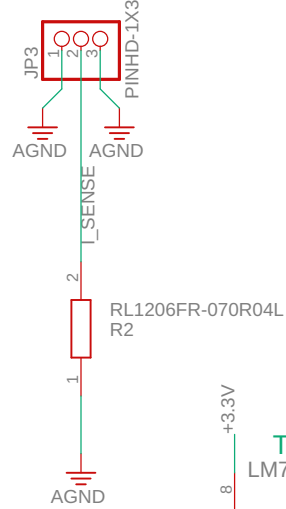 JP3
1
2
3
PINHD-1X3
AGND
AGND
I_SENSE
2
RL1206FR-070R04L
R2
1
AGND
+3.3V
T
LM7
8